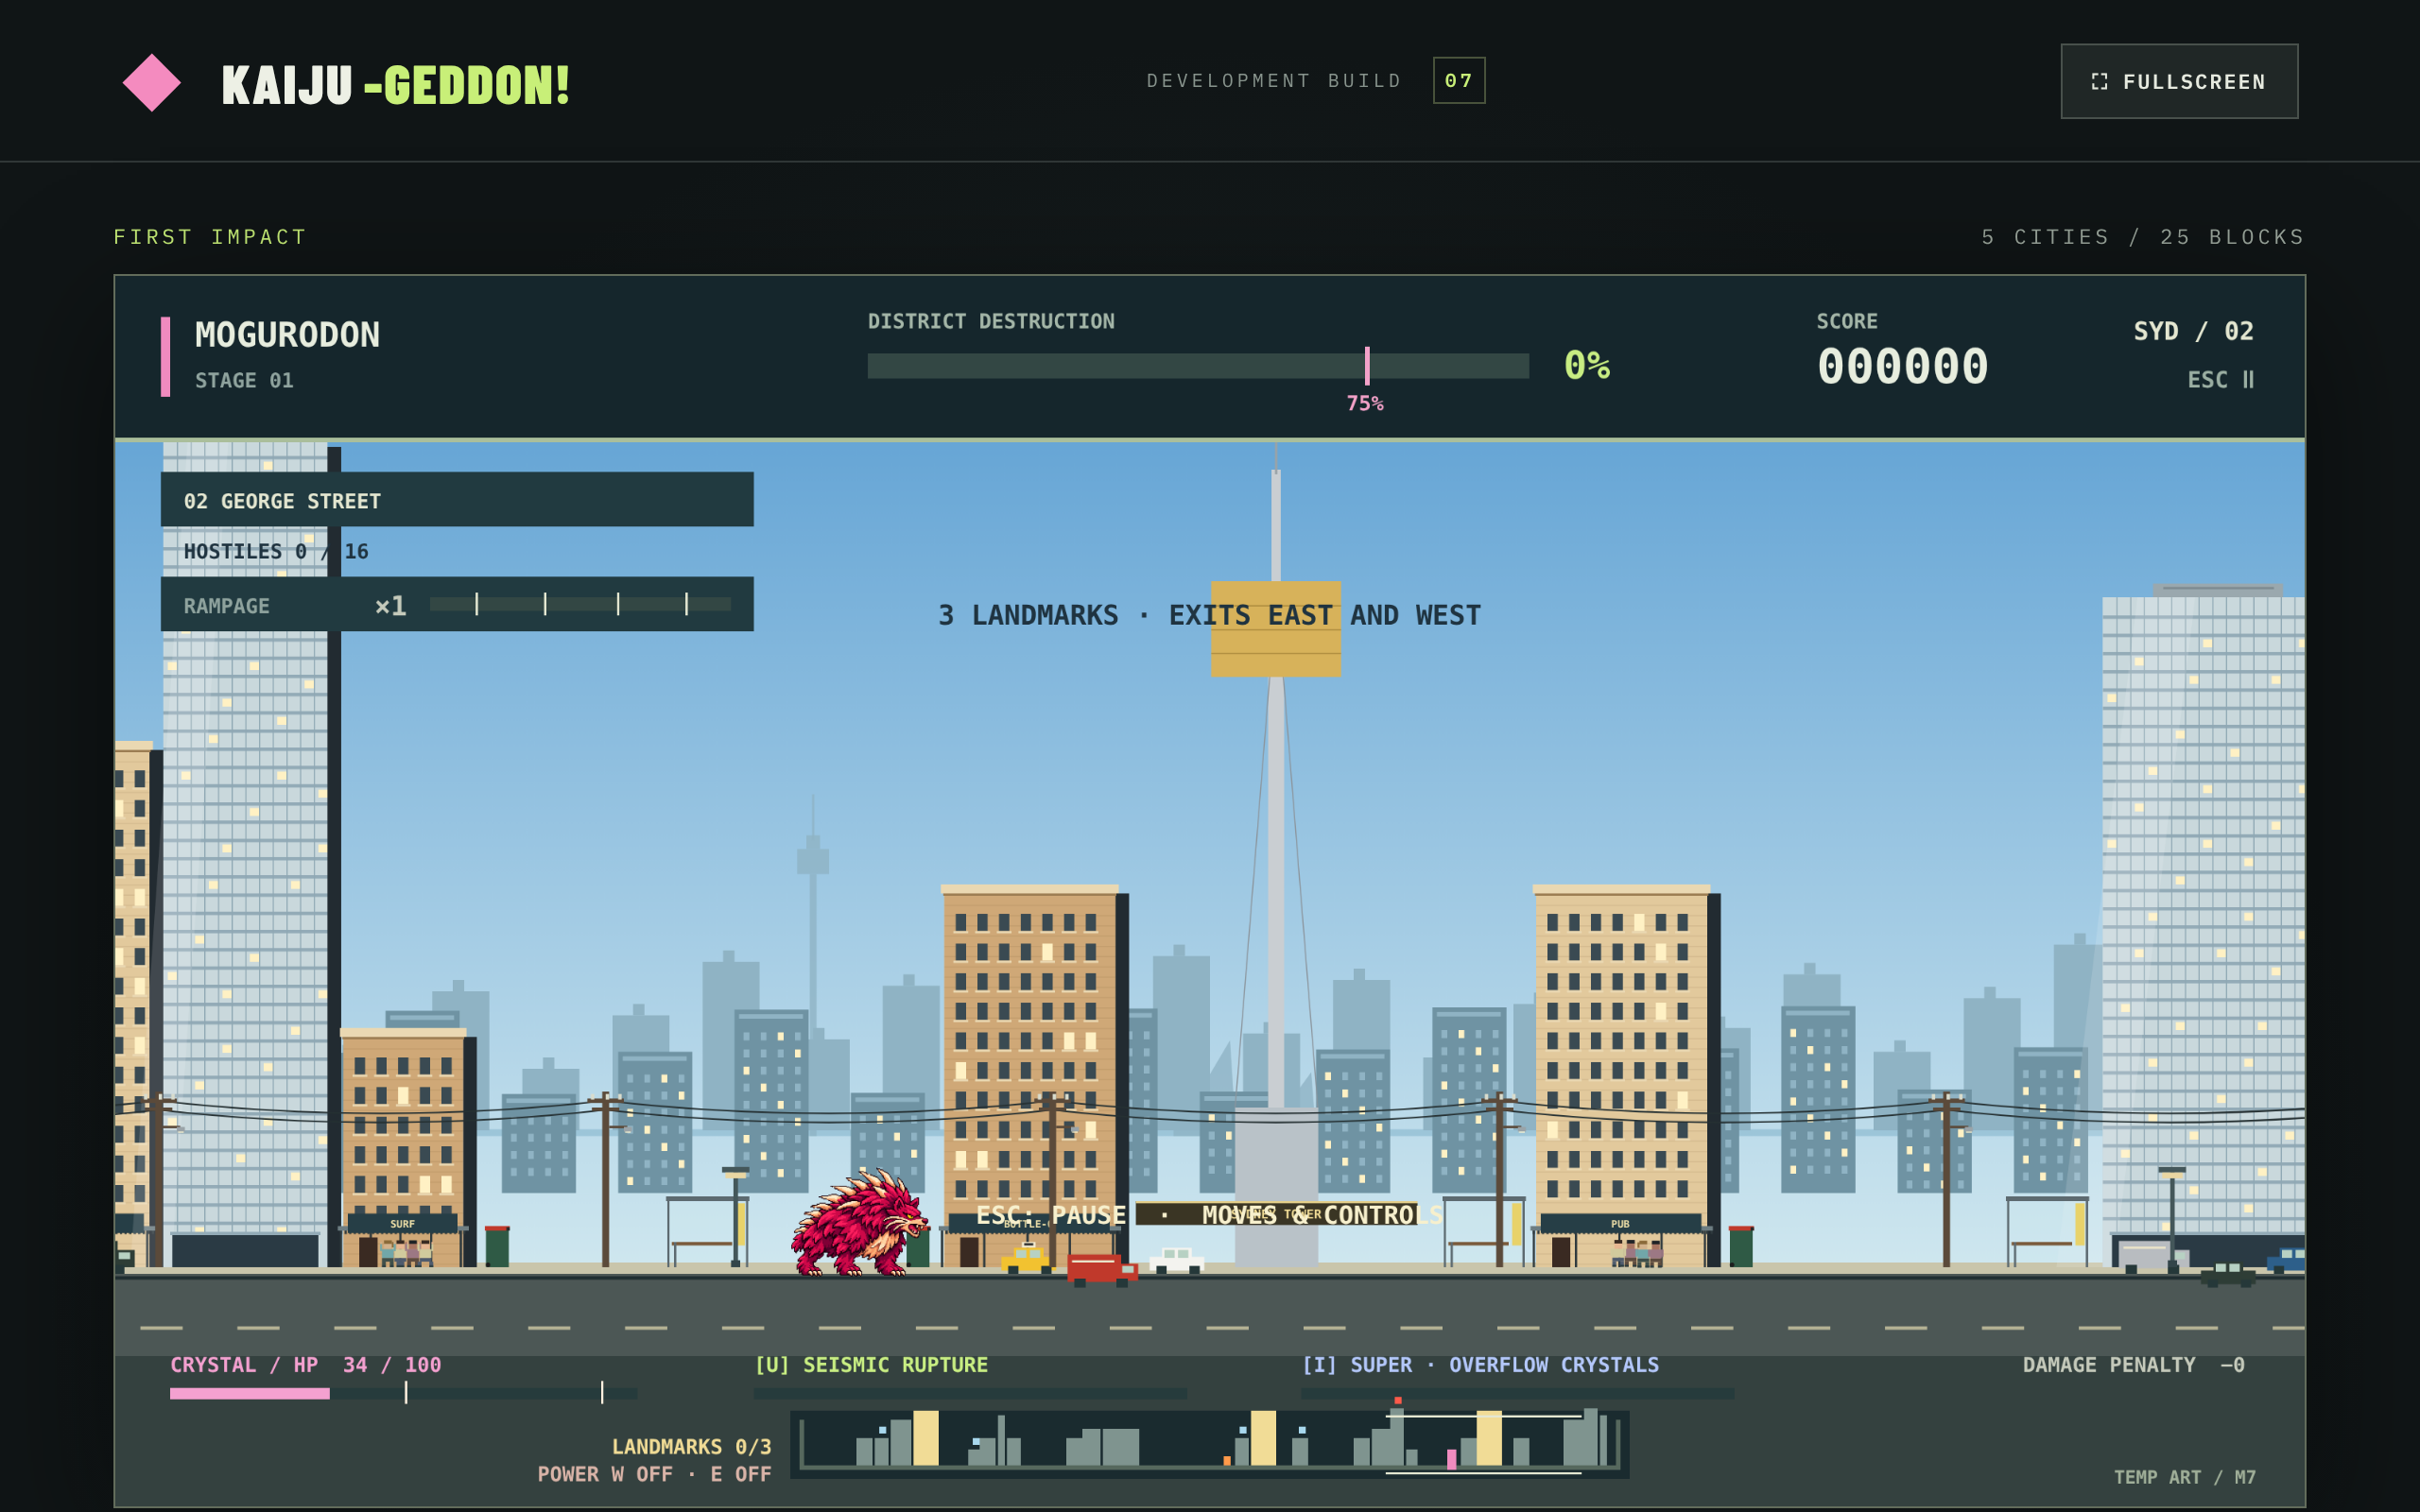 KAIJU-GEDDON!
DEVELOPMENT BUILD 07
FULLSCREEN
FIRST IMPACT
5 CITIES / 25 BLOCKS
MOGURODON
STAGE 01
DISTRICT DESTRUCTION
0%
75%
SCORE
000000
SYD / 02
ESC II
02 GEORGE STREET
HOSTILES 0 / 16
RAMPAGE ×1
3 LANDMARKS · EXITS EAST AND WEST
SURF
PUB
ESC: PAUSE · MOVES & CONTROLS
CRYSTAL / HP 34 / 100
[U] SEISMIC RUPTURE
[I] SUPER · OVERFLOW CRYSTALS
DAMAGE PENALTY −0
LANDMARKS 0/3
POWER W OFF · E OFF
TEMP ART / M7